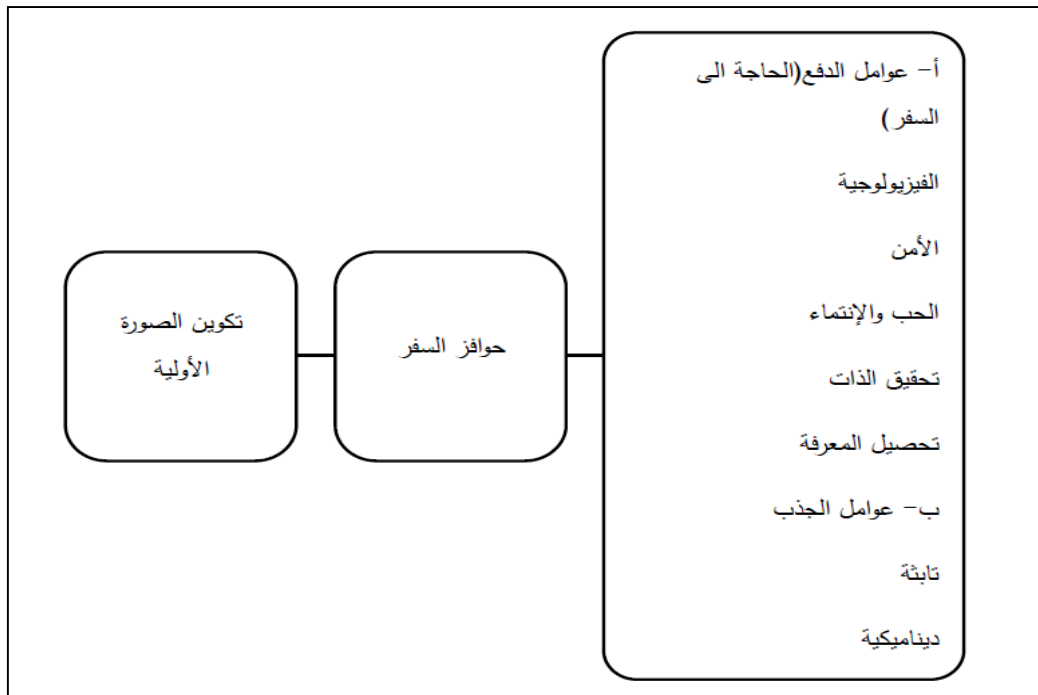 أ- عوامل الدفع(الحاجة الى
السفر)
الفيزيولوجية
الأمن
الحب والإنتماء
تحقيق الذات
تحصيل المعرفة
ب- عوامل الجذب
تابثة
ديناميكية
حوافز السفر
تكوين الصورة
الأولية